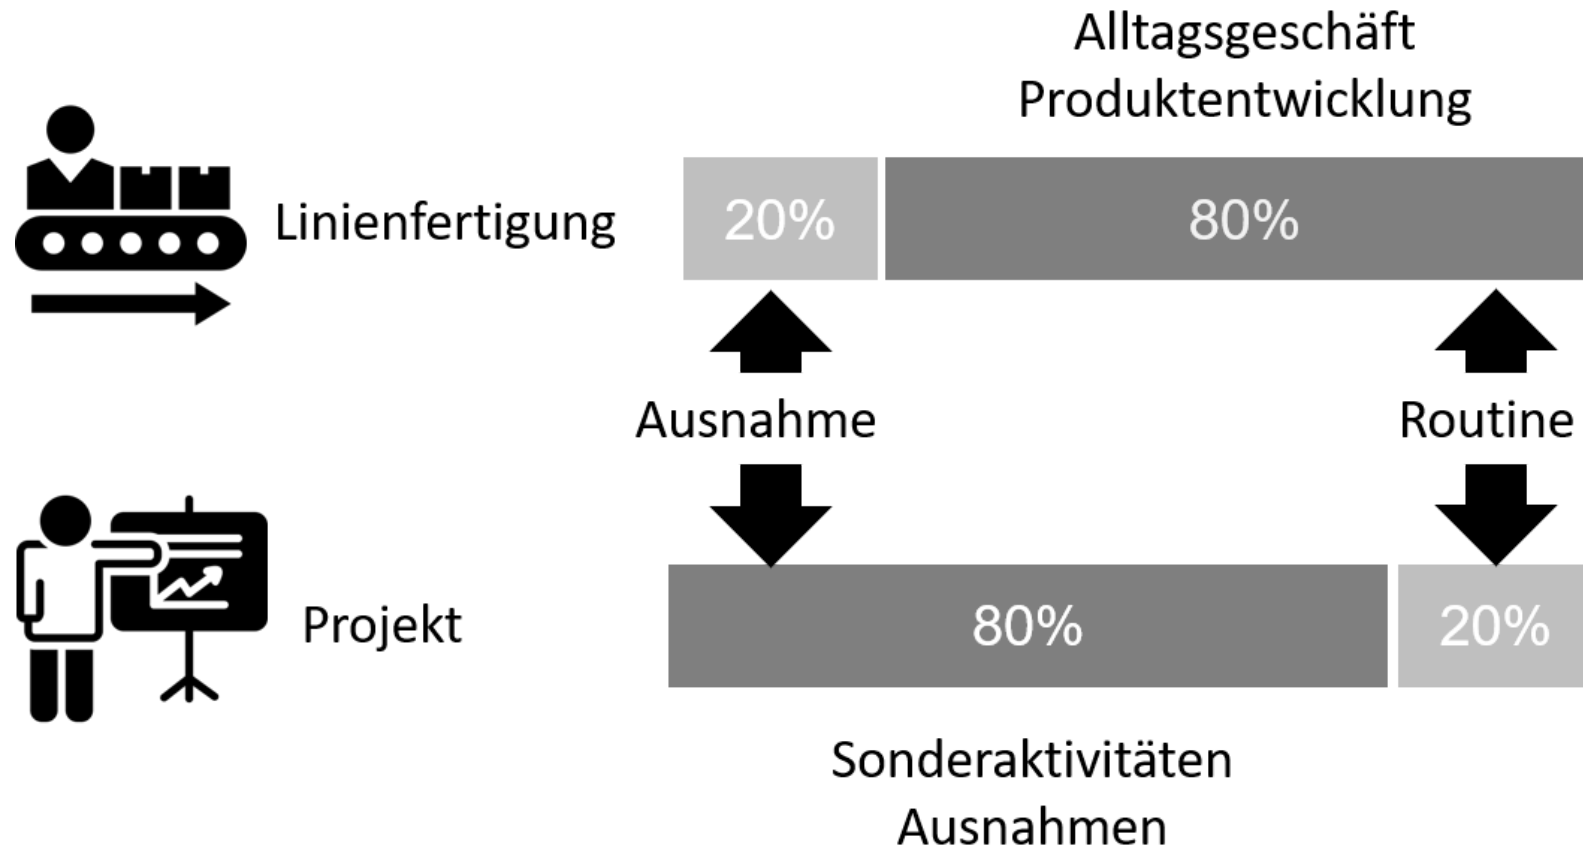 Alltagsgeschäft
Produktentwicklung
Linienfertigung
20%
80%
Ausnahme
Routine
Projekt
80%
20%
Sonderaktivitäten
Ausnahmen